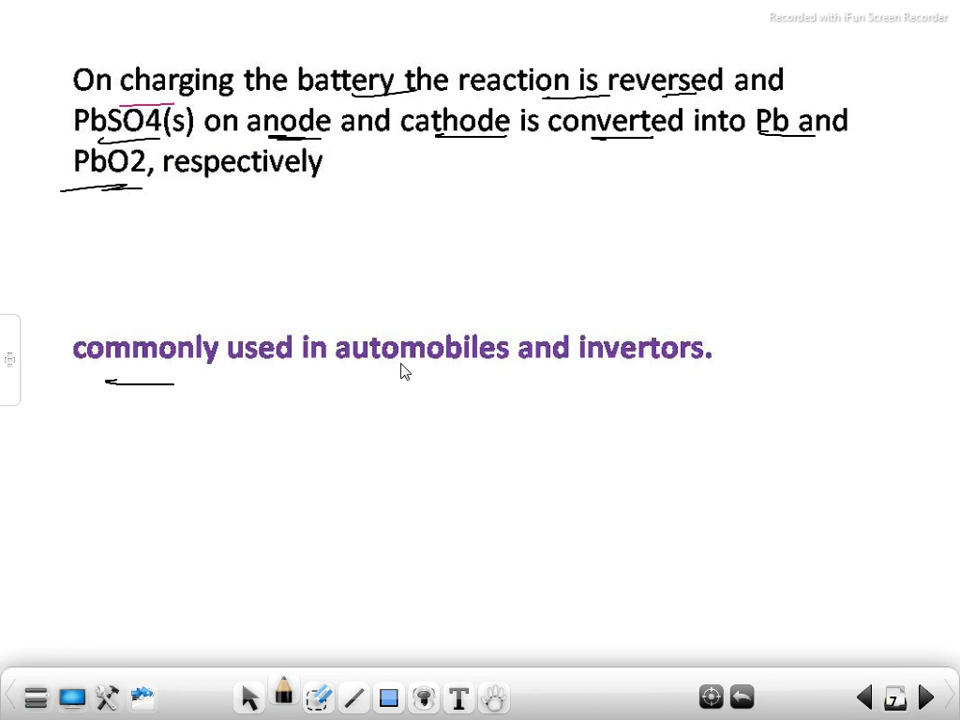 Recorded with iFun Screen Recorder
On charging the battery the reaction is reversed and
PbSO4(s) on anode and cathode is converted into Pb and
PbO2, respectively
commonly used in automobiles and invertors.
T
7